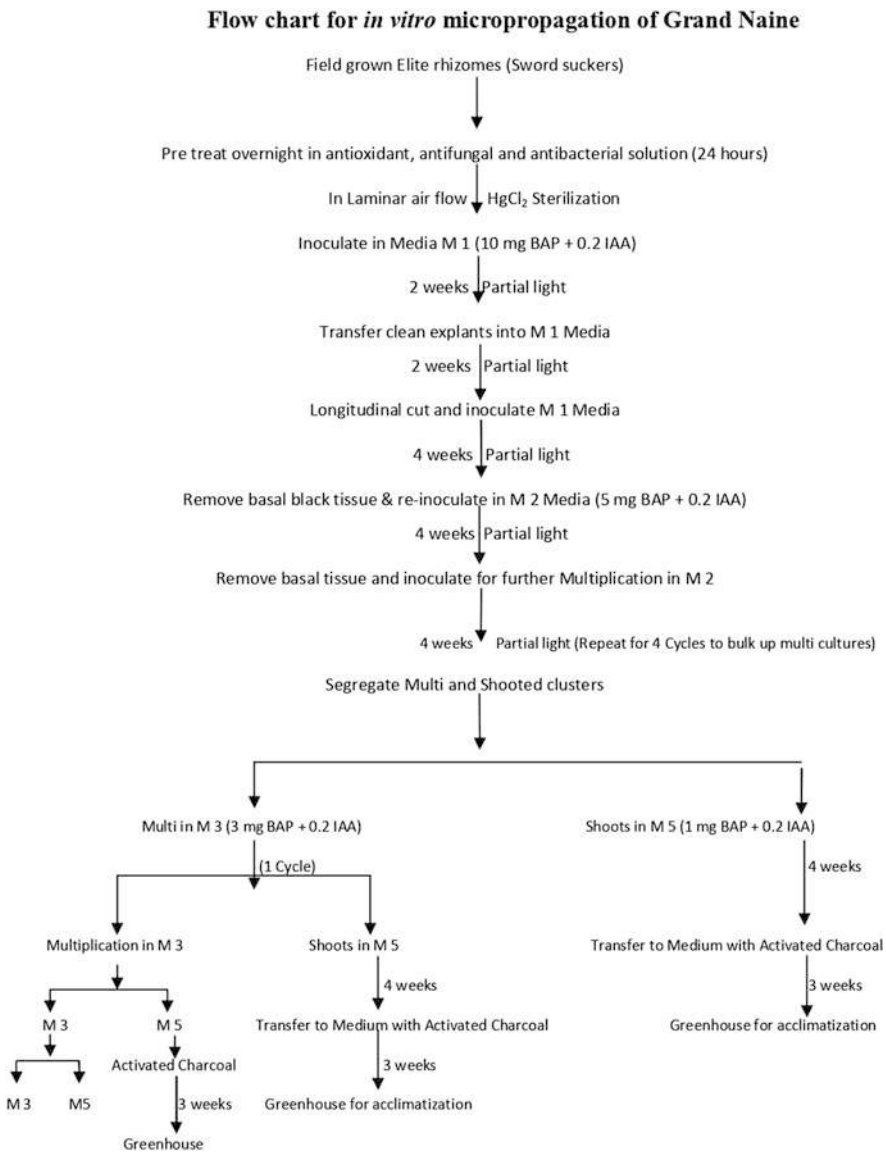 Flow chart for in vitro micropropagation of Grand Naine
Field grown Elite rhizomes (Sword suckers)
Pre treat overnight in antioxidant, antifungal and antibacterial solution (24 hours)
In Laminar air flow HgCl₂ Sterilization
Inoculate in Media M 1 (10 mg BAP + 0.2 IAA)
2 weeks Partial light
Transfer clean explants into M 1 Media
2 weeks Partial light
Longitudinal cut and inoculate M 1 Media
4 weeks Partial light
Remove basal black tissue & re-inoculate in M 2 Media (5 mg BAP + 0.2 IAA)
4 weeks Partial light
Remove basal tissue and inoculate for further Multiplication in M 2
4 weeks Partial light (Repeat for 4 Cycles to bulk up multi cultures)
Segregate Multi and Shooted clusters
Multi in M 3 (3 mg BAP + 0.2 IAA) Shoots in M 5 (1 mg BAP + 0.2 IAA)
(1 Cycle) 4 weeks
Multiplication in M 3 Shoots in M 5 Transfer to Medium with Activated Charcoal
4 weeks 3 weeks
M 3 M 5 Transfer to Medium with Activated Charcoal Greenhouse for acclimatization
Activated Charcoal 3 weeks
M 3 M5 3 weeks Greenhouse for acclimatization
Greenhouse